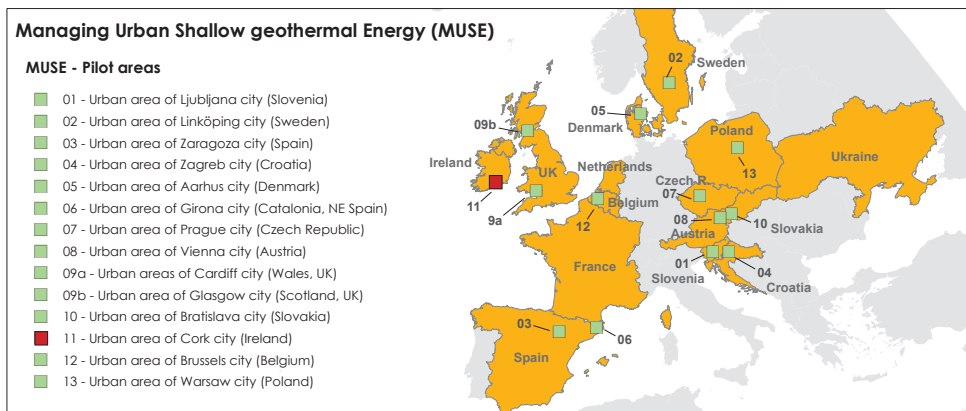 Managing Urban Shallow geothermal Energy (MUSE)
MUSE - Pilot areas
01 - Urban area of Ljubljana city (Slovenia)
02 - Urban area of Linköping city (Sweden)
03 - Urban area of Zaragoza city (Spain)
04 - Urban area of Zagreb city (Croatia)
05 - Urban area of Aarhus city (Denmark)
06 - Urban area of Girona city (Catalonia, NE Spain)
07 - Urban area of Prague city (Czech Republic)
08 - Urban area of Vienna city (Austria)
09a - Urban areas of Cardiff city (Wales, UK)
09b - Urban area of Glasgow city (Scotland, UK)
10 - Urban area of Bratislava city (Slovakia)
11 - Urban area of Cork city (Ireland)
12 - Urban area of Brussels city (Belgium)
13 - Urban area of Warsaw city (Poland)
02
Sweden
05
Denmark
09b
Poland
13
Ireland
UK
Netherlands
Ukraine
Czech R.
07
11
9a
Belgium
12
08
10
Slovakia
Austria
France
01
04
Slovenia
Croatia
03
06
Spain